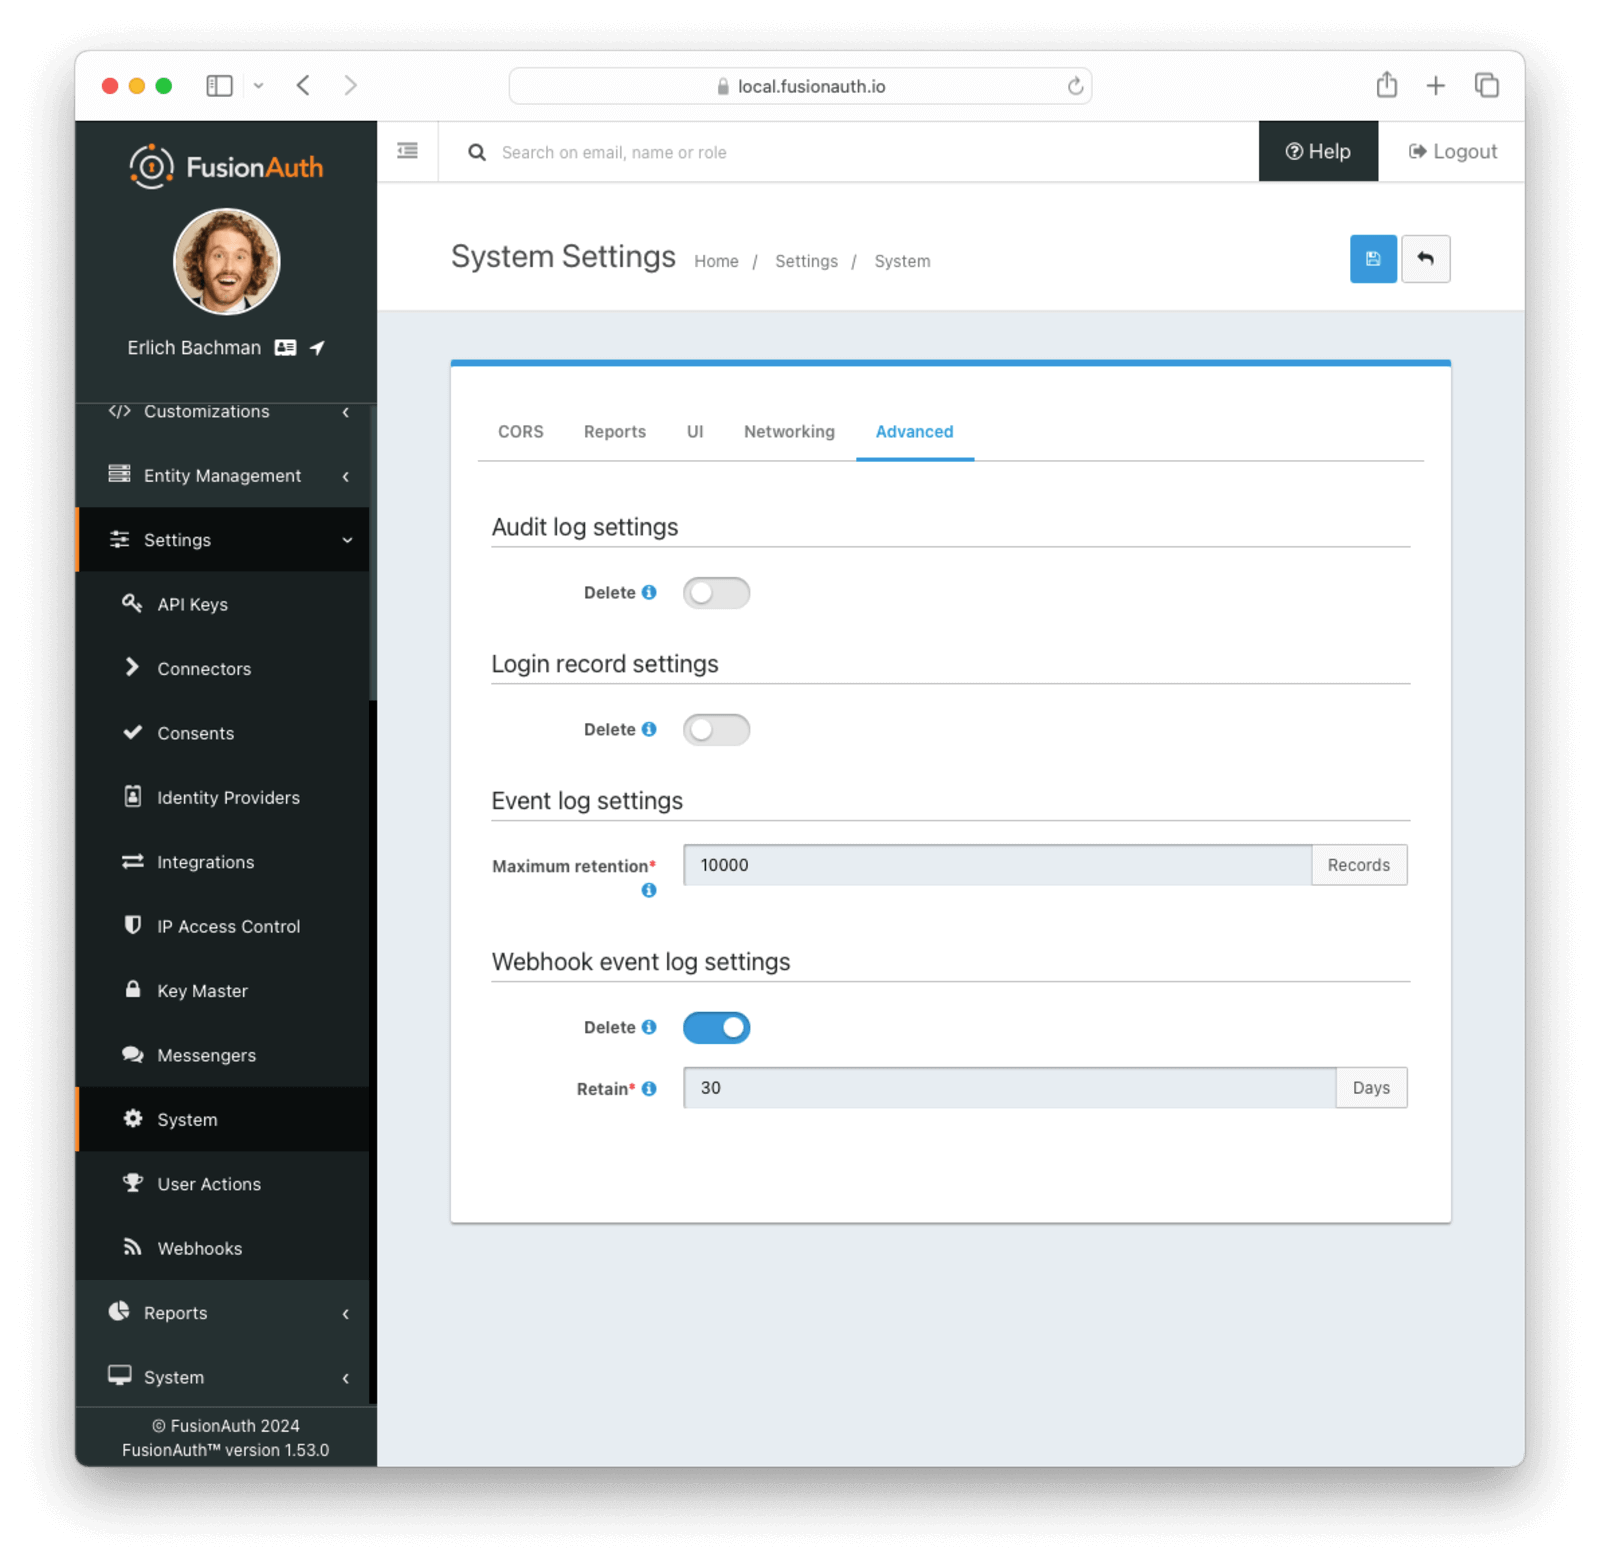 local.fusionauth.io
FusionAuth
Search on email, name or role
Help
Logout
Erlich Bachman
System Settings
Home / Settings / System
Customizations
Entity Management
Settings
API Keys
Connectors
Consents
Identity Providers
Integrations
IP Access Control
Key Master
Messengers
System
User Actions
Webhooks
Reports
System
© FusionAuth 2024
FusionAuth™ version 1.53.0
CORS
Reports
UI
Networking
Advanced
Audit log settings
Delete
Login record settings
Delete
Event log settings
Maximum retention* 10000 Records
Webhook event log settings
Delete
Retain* 30 Days